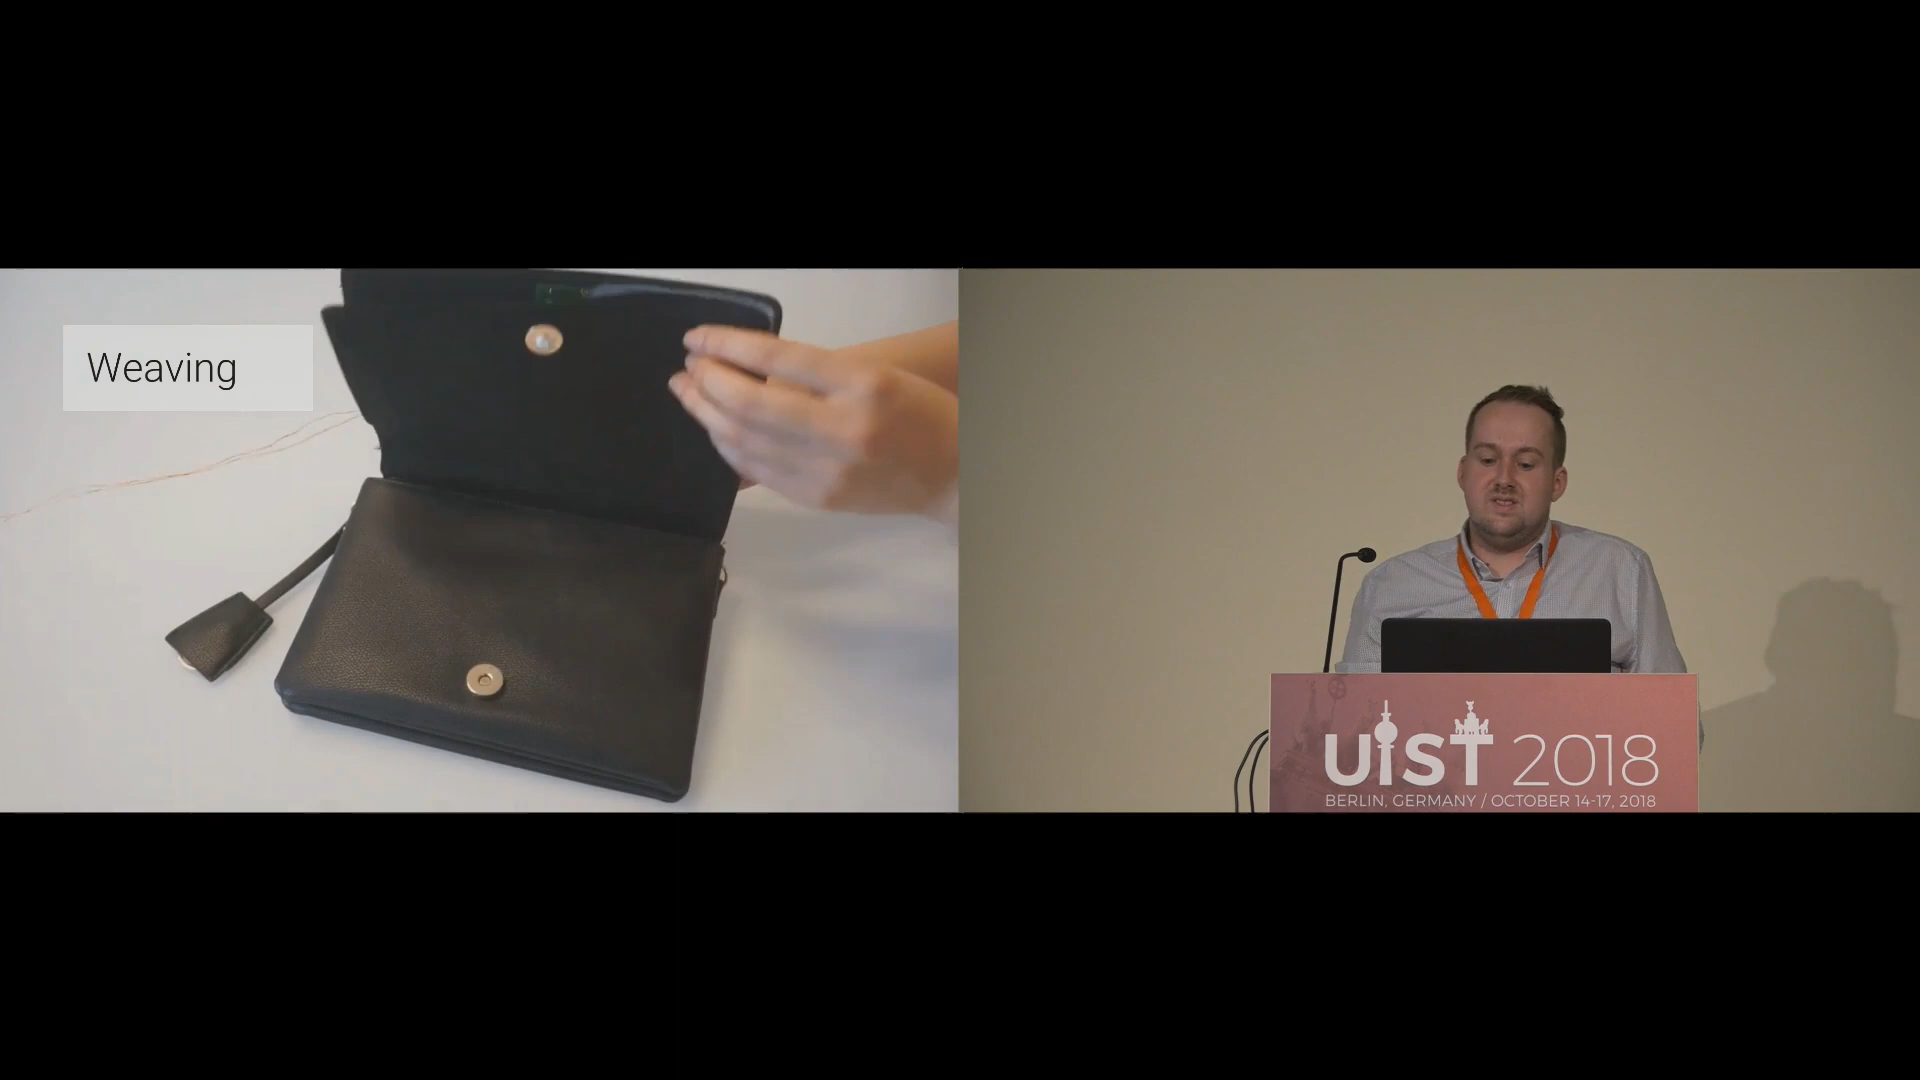 Weaving
UIST 2018
BERLIN, GERMANY / OCTOBER 14-17, 2018